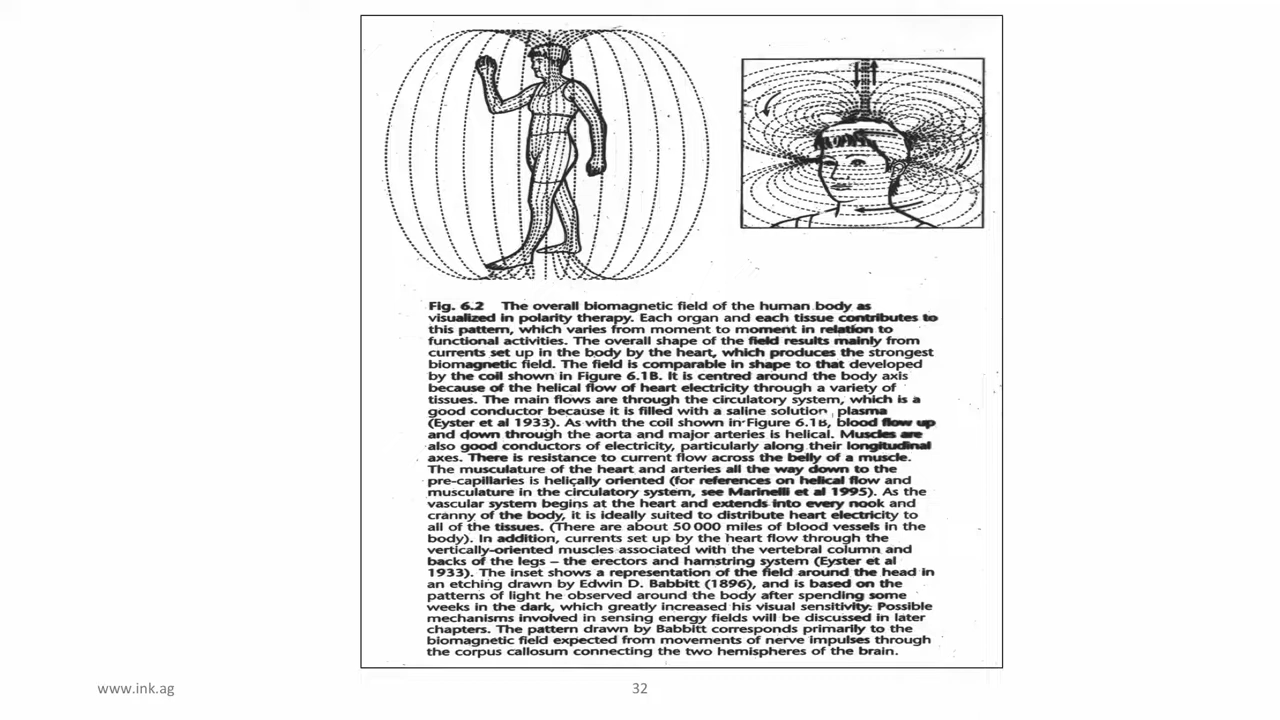 Fig. 6.2 The overall biomagnetic field of the human body as
visualized in polarity therapy. Each organ and each tissue contributes to
this pattern, which varies from moment to moment in relation to
functional activities. The overall shape of the field results mainly from
currents set up in the body by the heart, which produces the strongest
biomagnetic field. The field is comparable in shape to that developed
by the coil shown in Figure 6.1B. It is centred around the body axis
because of the helical flow of heart electricity through a variety of
tissues. The main flows are through the circulatory system, which is a
good conductor because it is filled with a saline solution, plasma
(Eyster et al 1933). As with the coil shown in Figure 6.1B, blood flow up
and down through the aorta and major arteries is helical. Muscles are
also good conductors of electricity, particularly along their longitudinal
axes. There is resistance to current flow across the belly of a muscle.
The musculature of the heart and arteries all the way down to the
pre-capillaries is helically oriented (for references on helical flow and
musculature in the circulatory system, see Marinelli et al 1995). As the
vascular system begins at the heart and extends into every nook and
cranny of the body, it is ideally suited to distribute heart electricity to
all of the tissues. (There are about 50 000 miles of blood vessels in the
body). In addition, currents set up by the heart flow through the
vertically-oriented muscles associated with the vertebral column and
backs of the legs – the erectors and hamstring system (Eyster et al
1933). The inset shows a representation of the field around the head in
an etching drawn by Edwin D. Babbitt (1896), and is based on the
patterns of light he observed around the body after spending some
weeks in the dark, which greatly increased his visual sensitivity. Possible
mechanisms involved in sensing energy fields will be discussed in later
chapters. The pattern drawn by Babbitt corresponds primarily to the
biomagnetic field expected from movements of nerve impulses through
the corpus callosum connecting the two hemispheres of the brain.
www.ink.ag
32